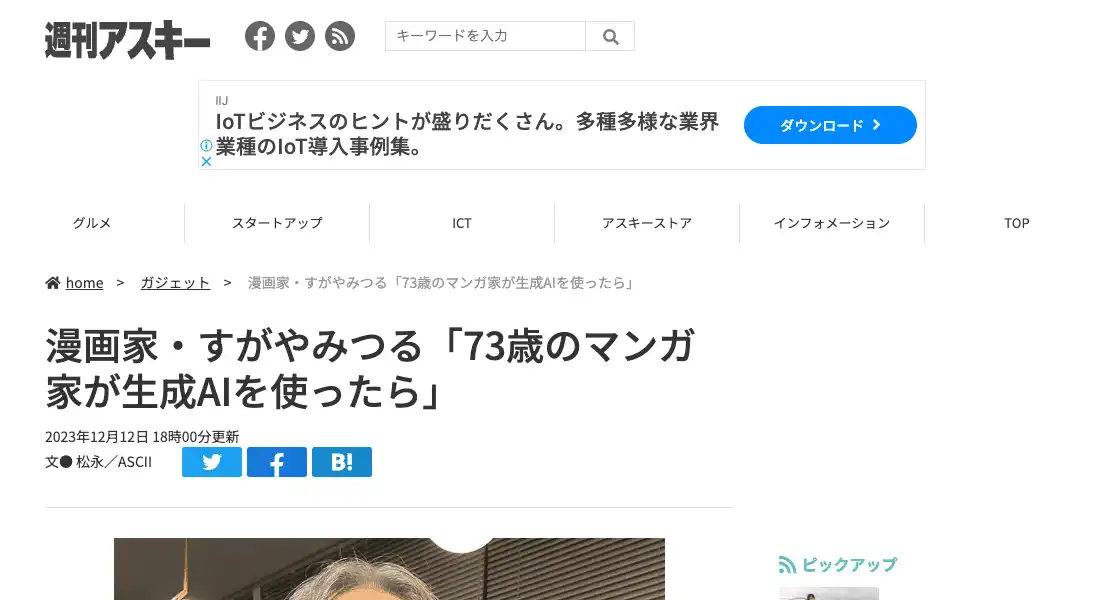 週刊アスキー
キーワードを入力
IIJ
IoTビジネスのヒントが盛りだくさん。多種多様な業界
業種のIoT導入事例集。
ダウンロード
グルメ
スタートアップ
ICT
アスキーストア
インフォメーション
TOP
home > ガジェット > 漫画家・すがやみつる「73歳のマンガ家が生成AIを使ったら」
漫画家・すがやみつる「73歳のマンガ
家が生成AIを使ったら」
2023年12月12日 18時00分更新
文● 松永／ASCII
B!
ピックアップ